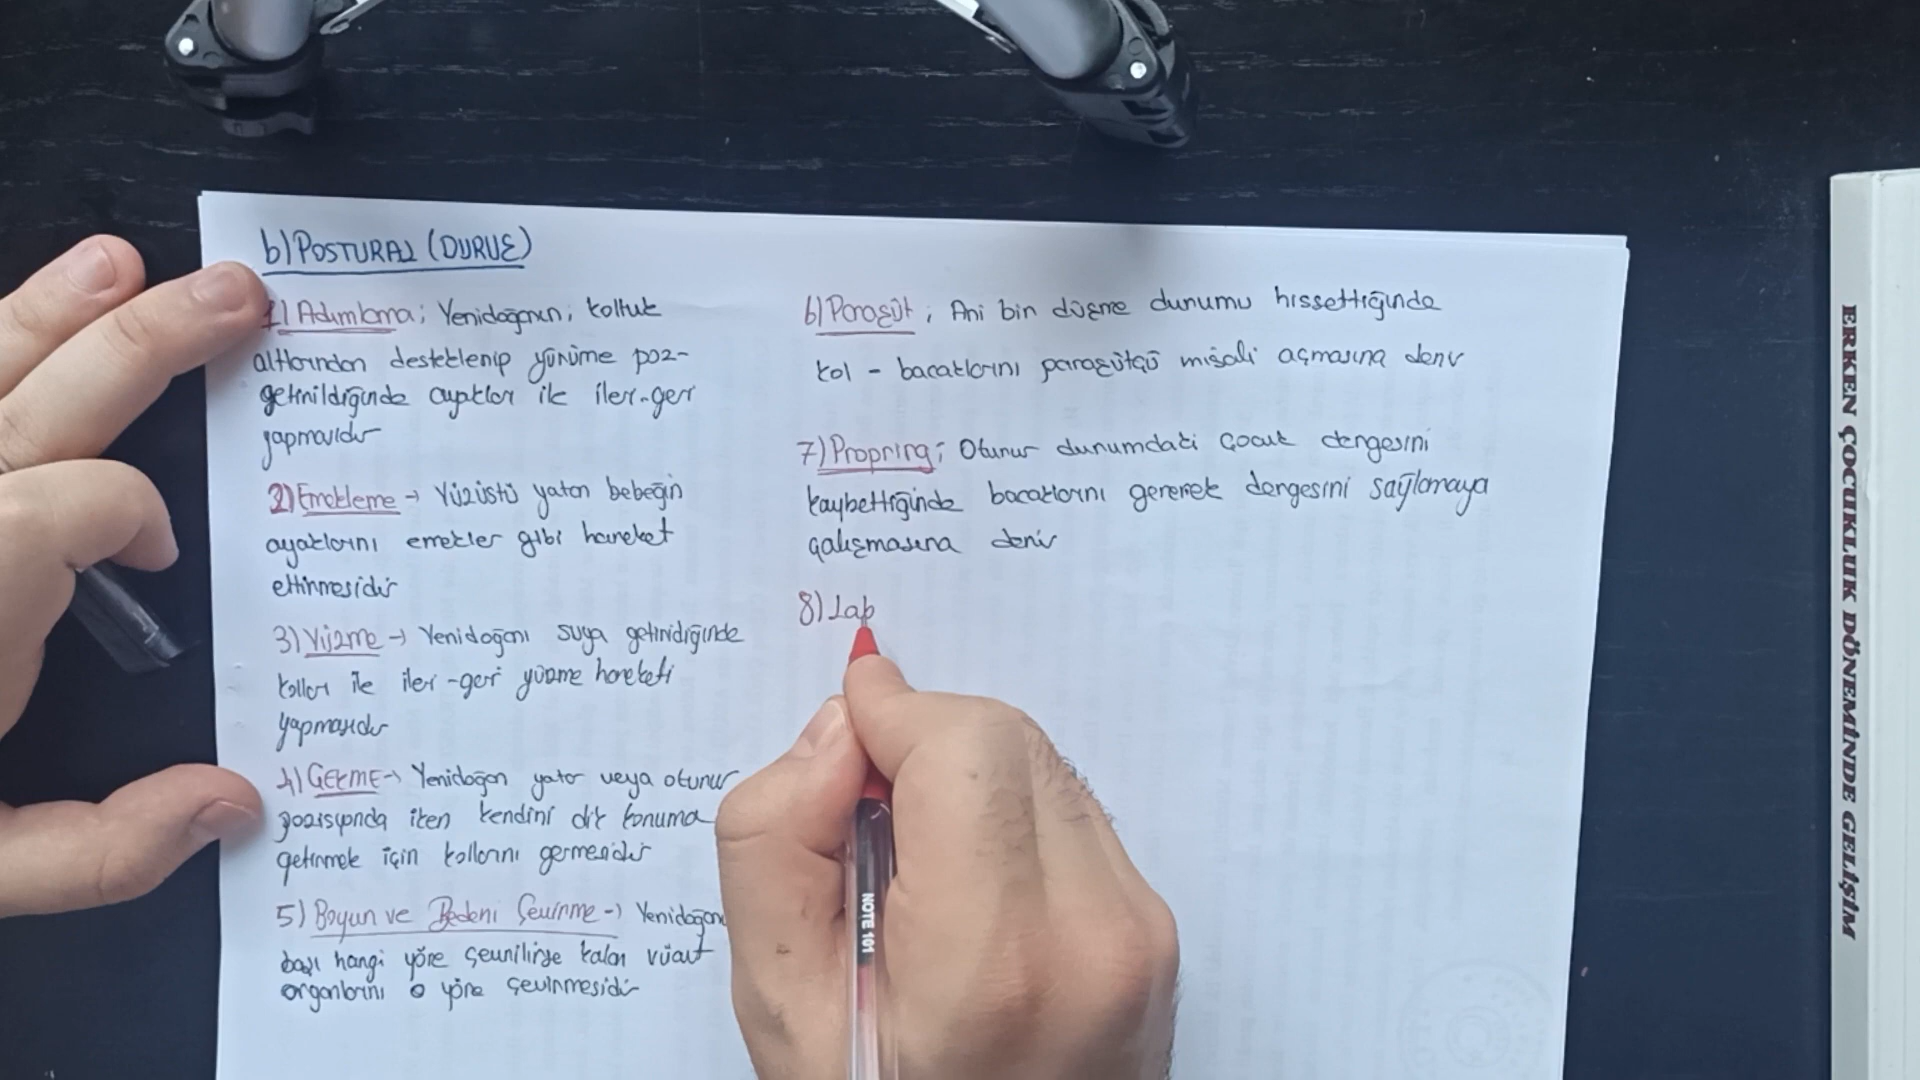 b) POSTURAL (DURUŞ)
1) Adımlama; Yenidoğanın; koltuk
altlarından desteklenip yürüme poz-
getirildiğinde ayaklar ile ileri-geri
yapmasıdır
2) Emekleme → Yüzüstü yatan bebeğin
ayaklarını emekler gibi hareket
ettirmesidir
3) Yüzme → Yenidoğanı suya getirildiğinde
kollar ile ileri-geri yüzme hareketi
yapmasıdır
4) GEKME → Yenidoğan yatar veya oturur
pozisyonda iken kendini dik konuma
getirmek için kollarını germesidir
5) Boyun ve Bedeni Çevirme → Yenidoğanı
başı hangi yöne çevrilirse kalan vücut
organlarını o yöne çevirmesidir
6) Paraşüt; Ani bir düşme durumu hissettiğinde
kol - bacaklarını paraşütçü misali açmasına denir
7) Propring; Oturur durumdaki çocuk dengesini
kaybettiğinde bacaklarını gererek dengesini sağlamaya
çalışmasına denir
8) Lab
NOTE 101
ERKEN ÇOCUKLUK DÖNEMİNDE GELİŞİM